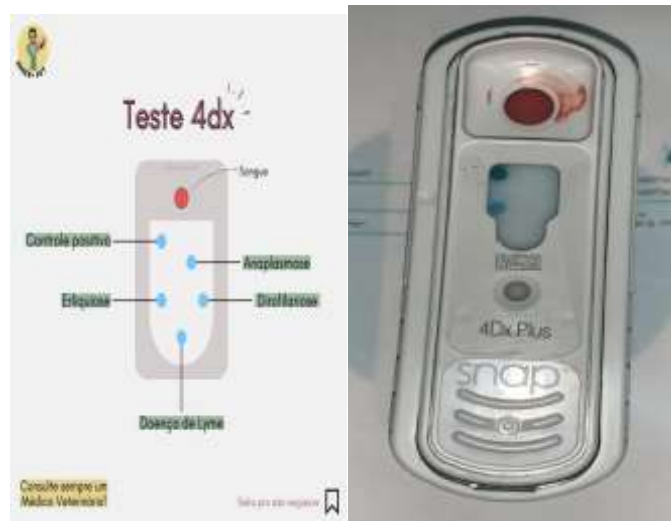 Teste 4dx
Sangue
Controle positivo
Anaplasmose
Erliquiose
Dirofilariose
Doença de Lyme
Consulte sempre um
Médico Veterinário!
4Dx Plus
snap